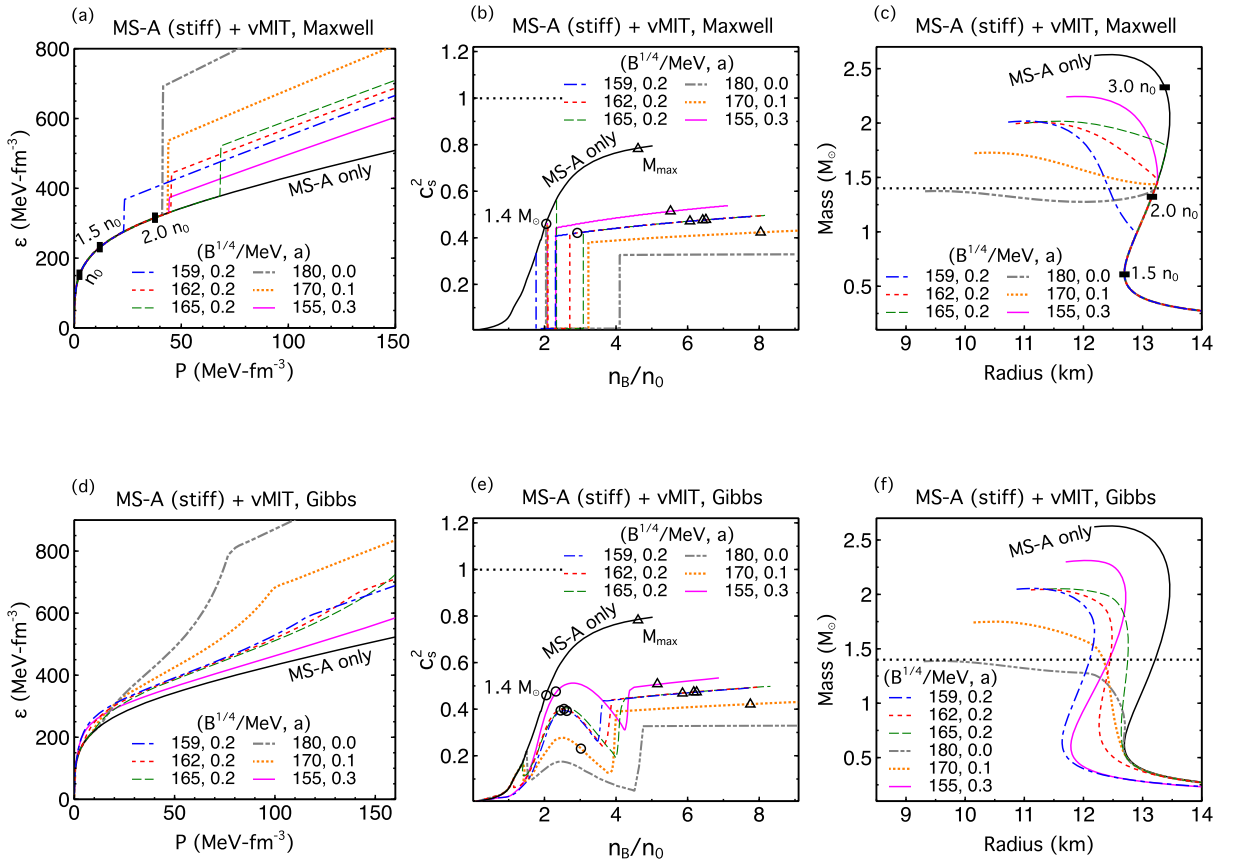 (a)
MS-A (stiff) + vMIT, Maxwell
800
600
400
200
0
ε (MeV-fm⁻³)
n₀
1.5 n₀
2.0 n₀
MS-A only
(B^1/4/MeV, a)
159, 0.2 180, 0.0
162, 0.2 170, 0.1
165, 0.2 155, 0.3
0 50 100 150
P (MeV-fm⁻³)
(b)
MS-A (stiff) + vMIT, Maxwell
1.2
1
0.8
0.6
0.4
0.2
c_s²
(B^1/4/MeV, a)
159, 0.2 180, 0.0
162, 0.2 170, 0.1
165, 0.2 155, 0.3
MS-A only
M_max
1.4 M⊙
2 4 6 8
n_B/n₀
(c)
MS-A (stiff) + vMIT, Maxwell
2.5
2
1.5
1
0.5
Mass (M⊙)
MS-A only
3.0 n₀
2.0 n₀
1.5 n₀
(B^1/4/MeV, a)
159, 0.2 180, 0.0
162, 0.2 170, 0.1
165, 0.2 155, 0.3
9 10 11 12 13 14
Radius (km)
(d)
MS-A (stiff) + vMIT, Gibbs
800
600
400
200
0
ε (MeV-fm⁻³)
MS-A only
(B^1/4/MeV, a)
159, 0.2 180, 0.0
162, 0.2 170, 0.1
165, 0.2 155, 0.3
0 50 100 150
P (MeV-fm⁻³)
(e)
MS-A (stiff) + vMIT, Gibbs
1.2
1
0.8
0.6
0.4
0.2
c_s²
(B^1/4/MeV, a)
159, 0.2 180, 0.0
162, 0.2 170, 0.1
165, 0.2 155, 0.3
MS-A only
M_max
1.4 M⊙
2 4 6 8
n_B/n₀
(f)
MS-A (stiff) + vMIT, Gibbs
2.5
2
1.5
1
0.5
Mass (M⊙)
MS-A only
(B^1/4/MeV, a)
159, 0.2
162, 0.2
165, 0.2
180, 0.0
170, 0.1
155, 0.3
9 10 11 12 13 14
Radius (km)